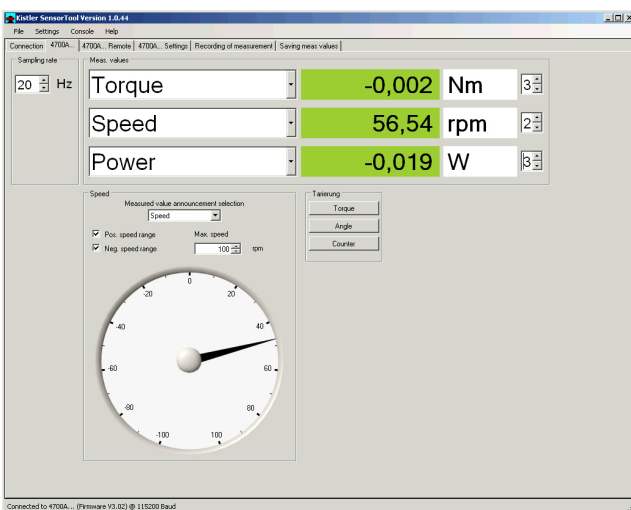 Kistler SensorTool Version 1.0.44
File Settings Console Help
Connection 4700A... 4700A... Remote 4700A... Settings Recording of measurement Saving meas values
Sampling rate
20 Hz
Meas. values
Torque -0,002 Nm 3
Speed 56,54 rpm 2
Power -0,019 W 3
Speed
Measured value announcement selection
Speed
Pos. speed range Max. speed
Neg. speed range 100 rpm
Tarierung
Torque
Angle
Counter
0
-20 20
-40 40
-60 60
-80 80
-100 100
Connected to 4700A... (Firmware V3.02) @ 115200 Baud